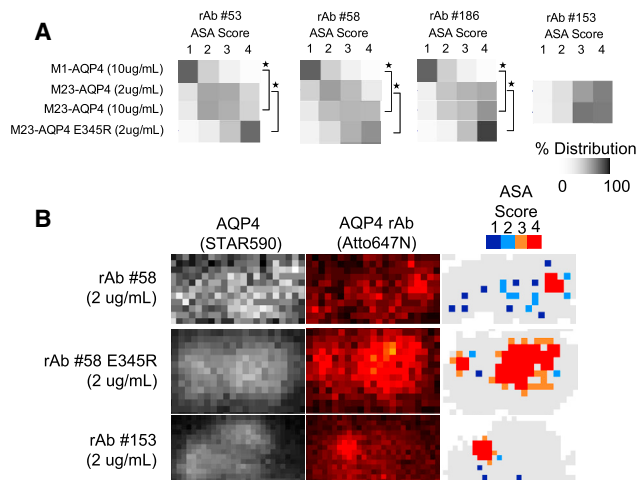 A
rAb #53
ASA Score
1 2 3 4
rAb #58
ASA Score
1 2 3 4
rAb #186
ASA Score
1 2 3 4
rAb #153
ASA Score
1 2 3 4
M1-AQP4 (10ug/mL)
M23-AQP4 (2ug/mL)
M23-AQP4 (10ug/mL)
M23-AQP4 E345R (2ug/mL)
★
★
★
★
★
★
% Distribution
0 100
B
AQP4
(STAR590)
AQP4 rAb
(Atto647N)
ASA
Score
1 2 3 4
rAb #58
(2 ug/mL)
rAb #58 E345R
(2 ug/mL)
rAb #153
(2 ug/mL)